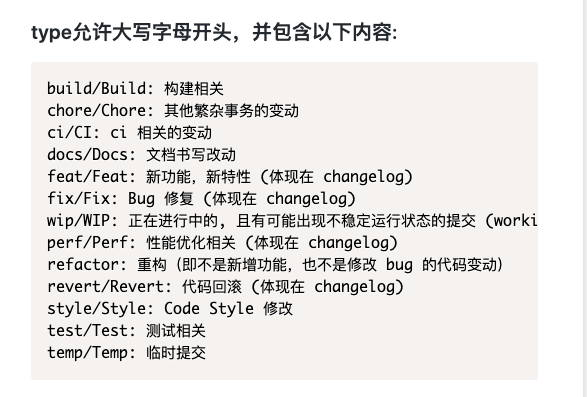 type允许大写字母开头，并包含以下内容:
build/Build: 构建相关
chore/Chore: 其他繁杂事务的变动
ci/CI: ci 相关的变动
docs/Docs: 文档书写改动
feat/Feat: 新功能，新特性 (体现在 changelog)
fix/Fix: Bug 修复 (体现在 changelog)
wip/WIP: 正在进行中的, 且有可能出现不稳定运行状态的提交 (worki
perf/Perf: 性能优化相关 (体现在 changelog)
refactor: 重构（即不是新增功能，也不是修改 bug 的代码变动）
revert/Revert: 代码回滚 (体现在 changelog)
style/Style: Code Style 修改
test/Test: 测试相关
temp/Temp: 临时提交